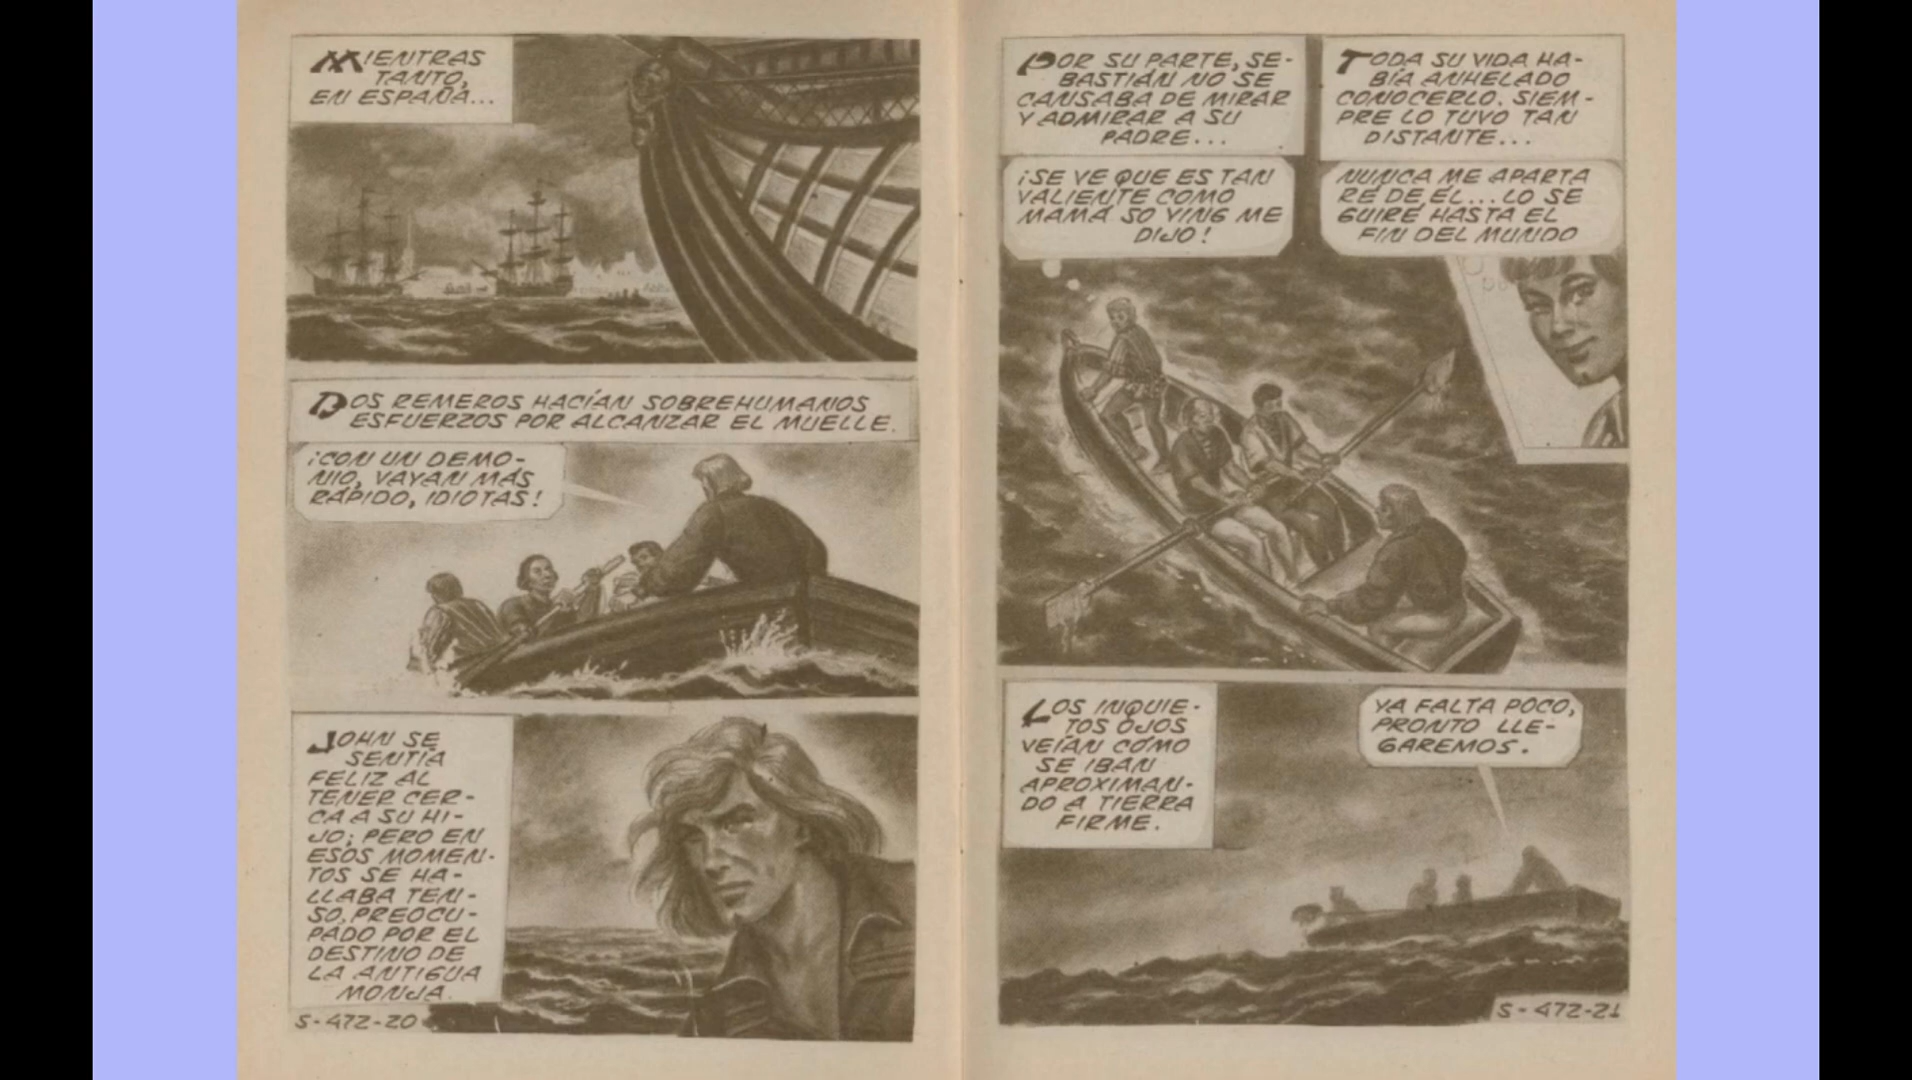 MIENTRAS
TANTO,
EN ESPAÑA...
DOS REMEROS HACÍAN SOBREHUMANOS
ESFUERZOS POR ALCANZAR EL MUELLE.
¡CON UN DEMO-
NIO, VAYAN MÁS
RÁPIDO, IDIOTAS!
JOHN SE
SENTÍA
FELIZ AL
TENER CER-
CA A SU HI-
JO; PERO EN
ESOS MOMEN-
TOS SE HA-
LLABA TEN-
SO, PREOCU-
PADO POR EL
DESTINO DE
LA ANTIGUA
MONJA.
S-472-20
POR SU PARTE, SE-
BASTIÁN NO SE
CANSABA DE MIRAR
Y ADMIRAR A SU
PADRE...
¡SE VE QUE ES TAN
VALIENTE COMO
MAMÁ SO YING ME
DIJO!
TODA SU VIDA HA-
BÍA ANHELADO
CONOCERLO. SIEM-
PRE LO TUVO TAN
DISTANTE...
NUNCA ME APARTA
RÉ DE ÉL... LO SE
GUIRÉ HASTA EL
FIN DEL MUNDO
LOS INQUIE-
TOS OJOS
VEÍAN CÓMO
SE IBAN
APROXIMAN-
DO A TIERRA
FIRME.
YA FALTA POCO,
PRONTO LLE-
GAREMOS.
S-472-21